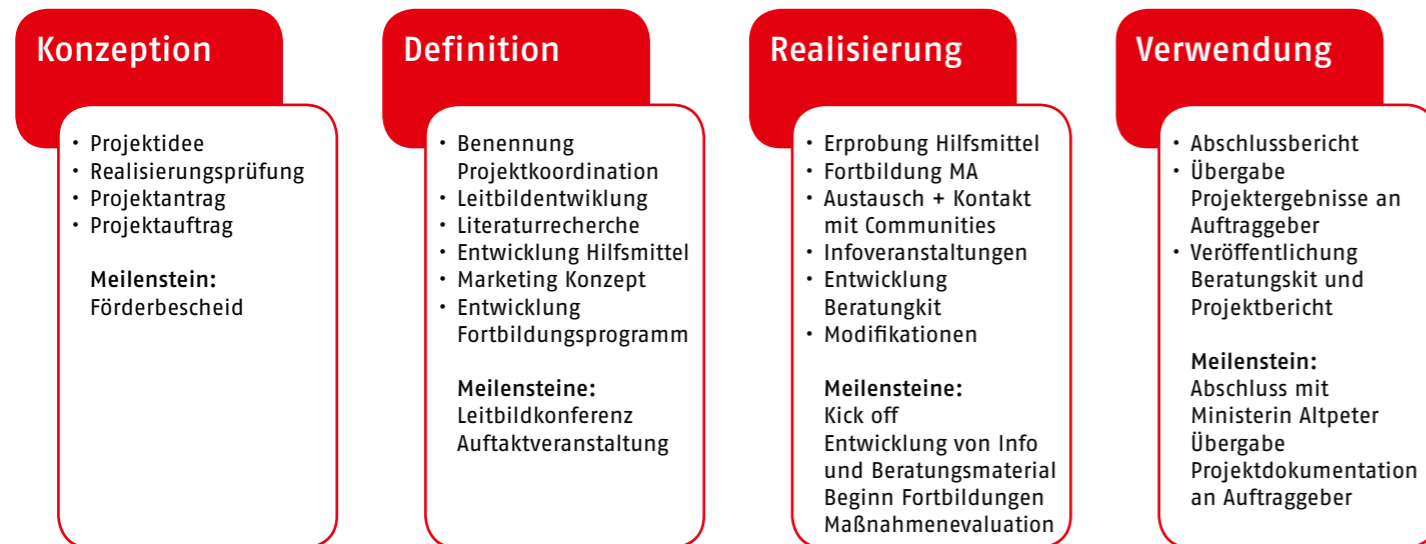 Konzeption
· Projektidee
· Realisierungsprüfung
· Projektantrag
· Projektauftrag
Meilenstein:
Förderbescheid
Definition
· Benennung
Projektkoordination
· Leitbildentwiklung
· Literaturrecherche
· Entwicklung Hilfsmittel
· Marketing Konzept
· Entwicklung
Fortbildungsprogramm
Meilensteine:
Leitbildkonferenz
Auftaktveranstaltung
Realisierung
· Erprobung Hilfsmittel
· Fortbildung MA
· Austausch + Kontakt
mit Communities
· Infoveranstaltungen
· Entwicklung
Beratungkit
· Modifikationen
Meilensteine:
Kick off
Entwicklung von Info
und Beratungsmaterial
Beginn Fortbildungen
Maßnahmenevaluation
Verwendung
· Abschlussbericht
· Übergabe
Projektergebnisse an
Auftraggeber
· Veröffentlichung
Beratungskit und
Projektbericht
Meilenstein:
Abschluss mit
Ministerin Altpeter
Übergabe
Projektdokumentation
an Auftraggeber